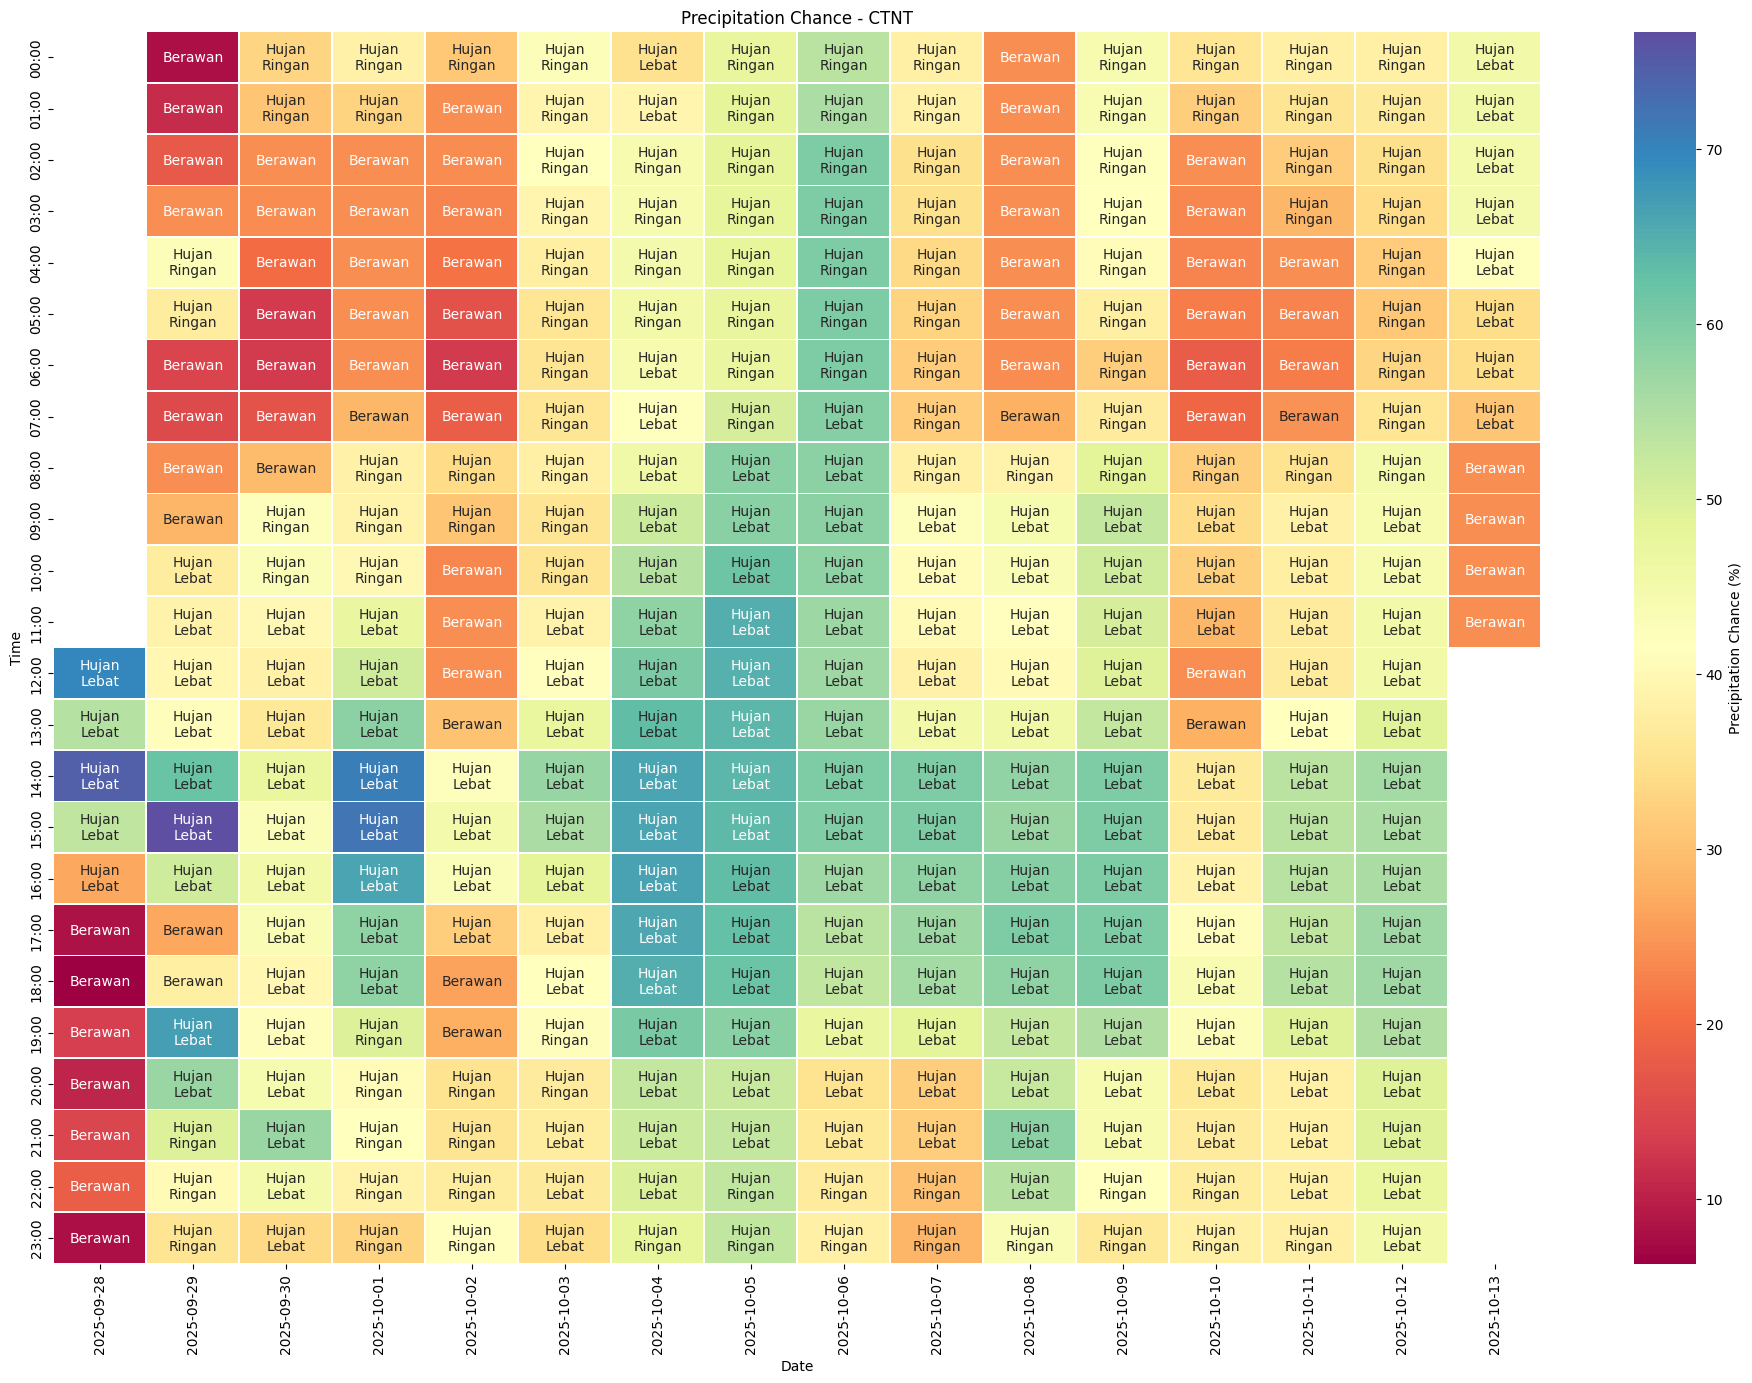 Precipitation Chance - CTNT
00:00 Berawan Hujan Ringan Hujan Ringan Hujan Ringan Hujan Ringan Hujan Lebat Hujan Ringan Hujan Ringan Hujan Ringan Berawan Hujan Ringan Hujan Ringan Hujan Ringan Hujan Ringan Hujan Lebat
01:00 Berawan Hujan Ringan Hujan Ringan Berawan Hujan Ringan Hujan Lebat Hujan Ringan Hujan Ringan Hujan Ringan Berawan Hujan Ringan Hujan Ringan Hujan Ringan Hujan Ringan Hujan Lebat
02:00 Berawan Berawan Berawan Berawan Hujan Ringan Hujan Ringan Hujan Ringan Hujan Ringan Hujan Ringan Berawan Hujan Ringan Berawan Hujan Ringan Hujan Ringan Hujan Lebat
03:00 Berawan Berawan Berawan Berawan Hujan Ringan Hujan Ringan Hujan Ringan Hujan Ringan Hujan Ringan Berawan Hujan Ringan Berawan Hujan Ringan Hujan Ringan Hujan Lebat
04:00 Hujan Ringan Berawan Berawan Berawan Hujan Ringan Hujan Ringan Hujan Ringan Hujan Ringan Hujan Ringan Berawan Hujan Ringan Berawan Berawan Hujan Ringan Hujan Lebat
05:00 Hujan Ringan Berawan Berawan Berawan Hujan Ringan Hujan Ringan Hujan Ringan Hujan Ringan Hujan Ringan Berawan Hujan Ringan Berawan Berawan Hujan Ringan Hujan Lebat
06:00 Berawan Berawan Berawan Berawan Hujan Ringan Hujan Lebat Hujan Ringan Hujan Ringan Hujan Ringan Berawan Hujan Ringan Berawan Berawan Hujan Ringan Hujan Lebat
07:00 Berawan Berawan Berawan Berawan Hujan Ringan Hujan Lebat Hujan Ringan Hujan Lebat Hujan Ringan Berawan Hujan Ringan Berawan Berawan Hujan Ringan Hujan Lebat
08:00 Berawan Berawan Hujan Ringan Hujan Ringan Hujan Ringan Hujan Lebat Hujan Lebat Hujan Lebat Hujan Ringan Hujan Ringan Hujan Ringan Hujan Ringan Hujan Ringan Hujan Ringan Berawan
09:00 Berawan Hujan Ringan Hujan Ringan Hujan Ringan Hujan Ringan Hujan Lebat Hujan Lebat Hujan Lebat Hujan Lebat Hujan Lebat Hujan Lebat Hujan Lebat Hujan Lebat Hujan Lebat Berawan
10:00 Hujan Lebat Hujan Ringan Hujan Ringan Berawan Hujan Ringan Hujan Lebat Hujan Lebat Hujan Lebat Hujan Lebat Hujan Lebat Hujan Lebat Hujan Lebat Hujan Lebat Hujan Lebat Berawan
11:00 Hujan Lebat Hujan Lebat Hujan Lebat Berawan Hujan Lebat Hujan Lebat Hujan Lebat Hujan Lebat Hujan Lebat Hujan Lebat Hujan Lebat Hujan Lebat Hujan Lebat Hujan Lebat Berawan
12:00 Hujan Lebat Hujan Lebat Hujan Lebat Hujan Lebat Berawan Hujan Lebat Hujan Lebat Hujan Lebat Hujan Lebat Hujan Lebat Hujan Lebat Hujan Lebat Berawan Hujan Lebat Hujan Lebat
13:00 Hujan Lebat Hujan Lebat Hujan Lebat Hujan Lebat Berawan Hujan Lebat Hujan Lebat Hujan Lebat Hujan Lebat Hujan Lebat Hujan Lebat Hujan Lebat Berawan Hujan Lebat Hujan Lebat
14:00 Hujan Lebat Hujan Lebat Hujan Lebat Hujan Lebat Hujan Lebat Hujan Lebat Hujan Lebat Hujan Lebat Hujan Lebat Hujan Lebat Hujan Lebat Hujan Lebat Hujan Lebat Hujan Lebat Hujan Lebat
15:00 Hujan Lebat Hujan Lebat Hujan Lebat Hujan Lebat Hujan Lebat Hujan Lebat Hujan Lebat Hujan Lebat Hujan Lebat Hujan Lebat Hujan Lebat Hujan Lebat Hujan Lebat Hujan Lebat Hujan Lebat
16:00 Hujan Lebat Hujan Lebat Hujan Lebat Hujan Lebat Hujan Lebat Hujan Lebat Hujan Lebat Hujan Lebat Hujan Lebat Hujan Lebat Hujan Lebat Hujan Lebat Hujan Lebat Hujan Lebat Hujan Lebat
17:00 Berawan Berawan Hujan Lebat Hujan Lebat Hujan Lebat Hujan Lebat Hujan Lebat Hujan Lebat Hujan Lebat Hujan Lebat Hujan Lebat Hujan Lebat Hujan Lebat Hujan Lebat Hujan Lebat
18:00 Berawan Berawan Hujan Lebat Hujan Lebat Berawan Hujan Lebat Hujan Lebat Hujan Lebat Hujan Lebat Hujan Lebat Hujan Lebat Hujan Lebat Hujan Lebat Hujan Lebat Hujan Lebat
19:00 Berawan Hujan Lebat Hujan Lebat Hujan Ringan Berawan Hujan Ringan Hujan Lebat Hujan Lebat Hujan Lebat Hujan Lebat Hujan Lebat Hujan Lebat Hujan Lebat Hujan Lebat Hujan Lebat
20:00 Berawan Hujan Lebat Hujan Lebat Hujan Ringan Hujan Ringan Hujan Ringan Hujan Lebat Hujan Lebat Hujan Lebat Hujan Lebat Hujan Lebat Hujan Lebat Hujan Lebat Hujan Lebat Hujan Lebat
21:00 Berawan Hujan Ringan Hujan Lebat Hujan Ringan Hujan Ringan Hujan Lebat Hujan Lebat Hujan Lebat Hujan Lebat Hujan Lebat Hujan Lebat Hujan Lebat Hujan Lebat Hujan Lebat Hujan Lebat
22:00 Berawan Hujan Ringan Hujan Lebat Hujan Ringan Hujan Ringan Hujan Lebat Hujan Lebat Hujan Ringan Hujan Ringan Hujan Ringan Hujan Lebat Hujan Ringan Hujan Ringan Hujan Lebat Hujan Lebat
23:00 Berawan Hujan Ringan Hujan Lebat Hujan Ringan Hujan Ringan Hujan Lebat Hujan Ringan Hujan Ringan Hujan Ringan Hujan Ringan Hujan Ringan Hujan Ringan Hujan Ringan Hujan Ringan Hujan Lebat
Time
2025-09-28 2025-09-29 2025-09-30 2025-10-01 2025-10-02 2025-10-03 2025-10-04 2025-10-05 2025-10-06 2025-10-07 2025-10-08 2025-10-09 2025-10-10 2025-10-11 2025-10-12 2025-10-13
Date
70
60
50
40
30
20
10
Precipitation Chance (%)